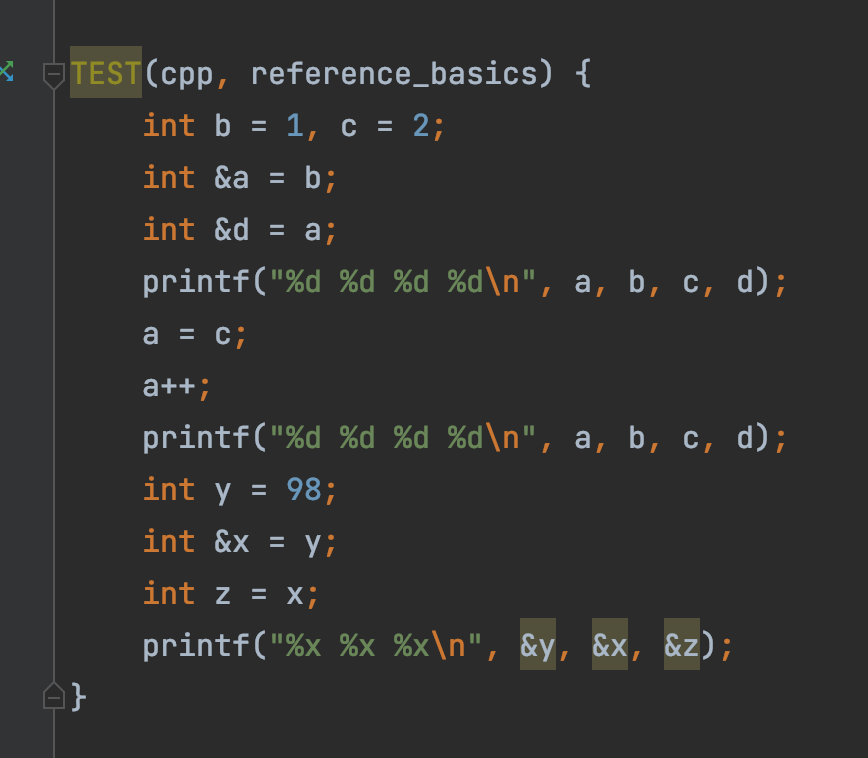 TEST(cpp, reference_basics) {
    int b = 1, c = 2;
    int &a = b;
    int &d = a;
    printf("%d %d %d %d\n", a, b, c, d);
    a = c;
    a++;
    printf("%d %d %d %d\n", a, b, c, d);
    int y = 98;
    int &x = y;
    int z = x;
    printf("%x %x %x\n", &y, &x, &z);
}